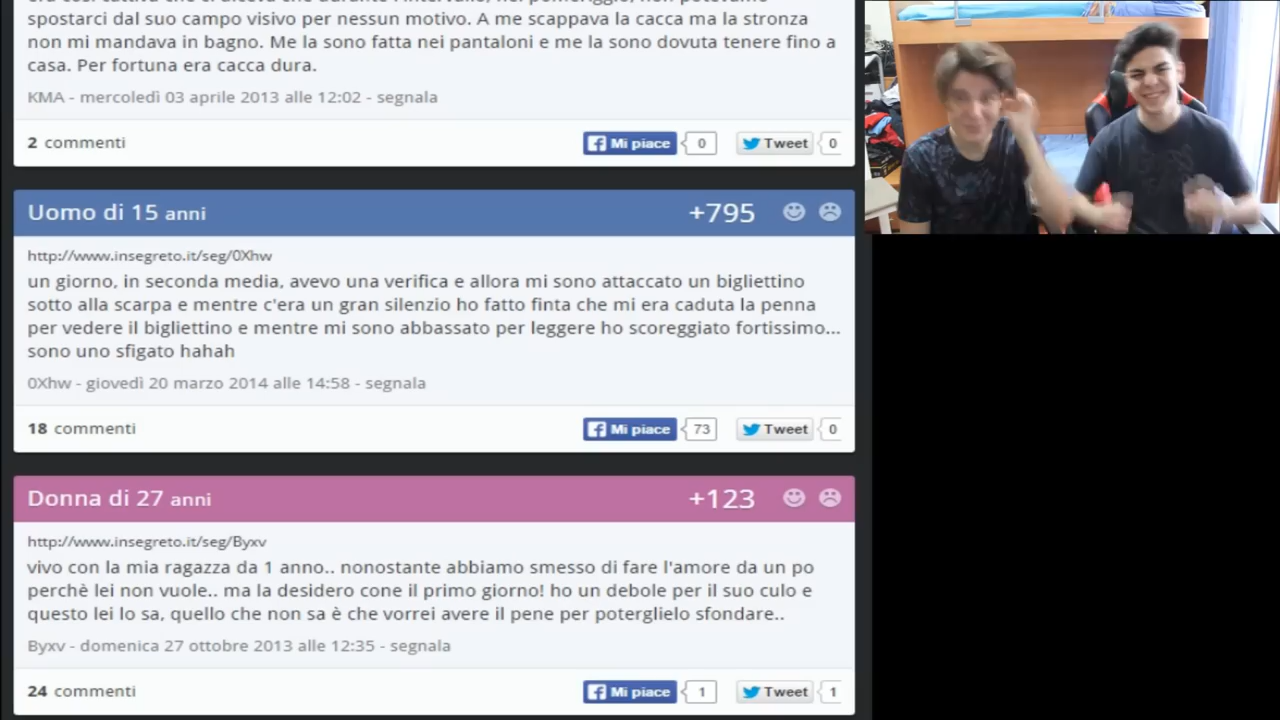 spostarci dal suo campo visivo per nessun motivo. A me scappava la cacca ma la stronza
non mi mandava in bagno. Me la sono fatta nei pantaloni e me la sono dovuta tenere fino a
casa. Per fortuna era cacca dura.
KMA - mercoledì 03 aprile 2013 alle 12:02 - segnala
2 commenti
Mi piace 0 Tweet 0
Uomo di 15 anni +795
http://www.insegreto.it/seg/0Xhw
un giorno, in seconda media, avevo una verifica e allora mi sono attaccato un bigliettino
sotto alla scarpa e mentre c'era un gran silenzio ho fatto finta che mi era caduta la penna
per vedere il bigliettino e mentre mi sono abbassato per leggere ho scoreggiato fortissimo...
sono uno sfigato hahah
0Xhw - giovedì 20 marzo 2014 alle 14:58 - segnala
18 commenti
Mi piace 73 Tweet 0
Donna di 27 anni +123
http://www.insegreto.it/seg/Byxv
vivo con la mia ragazza da 1 anno.. nonostante abbiamo smesso di fare l'amore da un po
perchè lei non vuole.. ma la desidero cone il primo giorno! ho un debole per il suo culo e
questo lei lo sa, quello che non sa è che vorrei avere il pene per poterglielo sfondare..
Byxv - domenica 27 ottobre 2013 alle 12:35 - segnala
24 commenti
Mi piace 1 Tweet 1